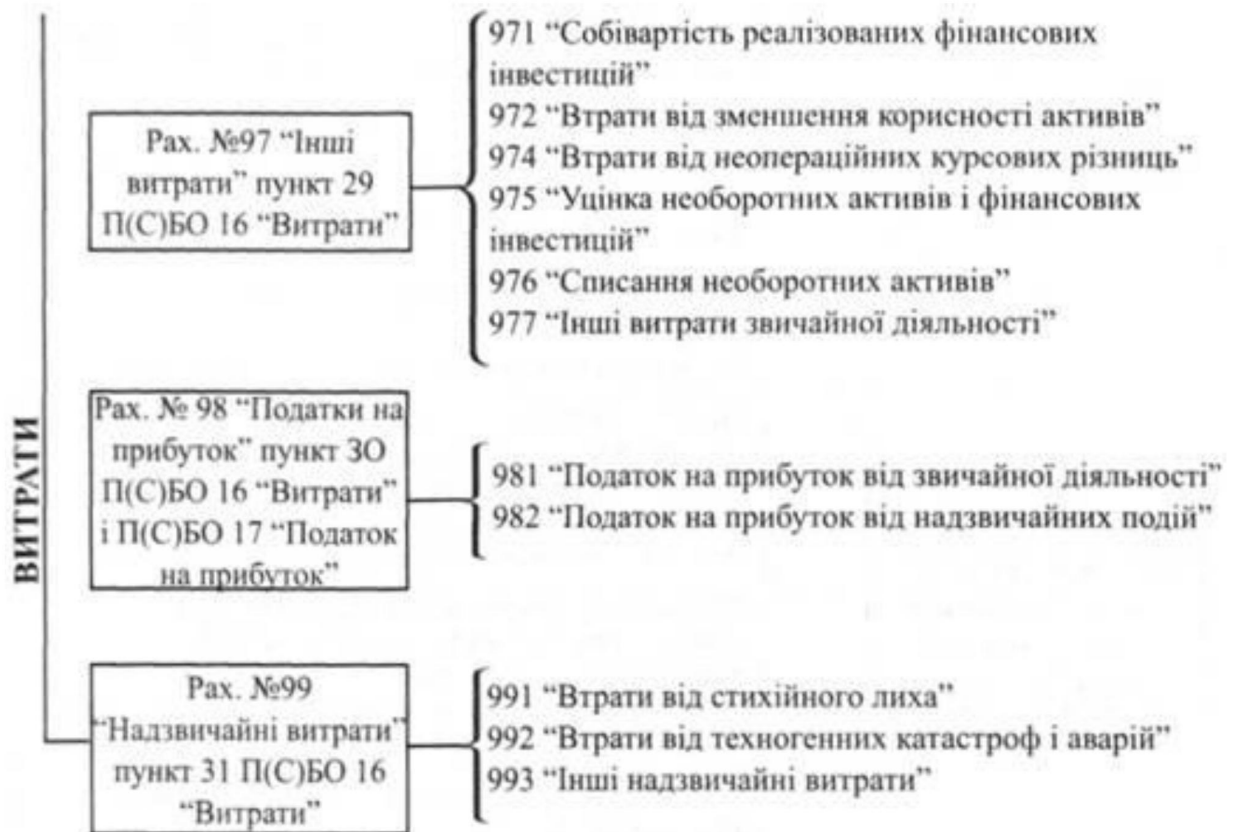 ВИТРАТИ
Рах. №97 “Інші
витрати” пункт 29
П(С)БО 16 “Витрати”
971 “Собівартість реалізованих фінансових
інвестицій”
972 “Втрати від зменшення корисності активів”
974 “Втрати від неопераційних курсових різниць”
975 “Уцінка необоротних активів і фінансових
інвестицій”
976 “Списання необоротних активів”
977 “Інші витрати звичайної діяльності”
Рах. № 98 “Податки на
прибуток” пункт ЗО
П(С)БО 16 “Витрати”
і П(С)БО 17 “Податок
на прибуток”
981 “Податок на прибуток від звичайної діяльності”
982 “Податок на прибуток від надзвичайних подій”
Рах. №99
“Надзвичайні витрати”
пункт 31 П(С)БО 16
“Витрати”
991 “Втрати від стихійного лиха”
992 “Втрати від техногенних катастроф і аварій”
993 “Інші надзвичайні витрати”